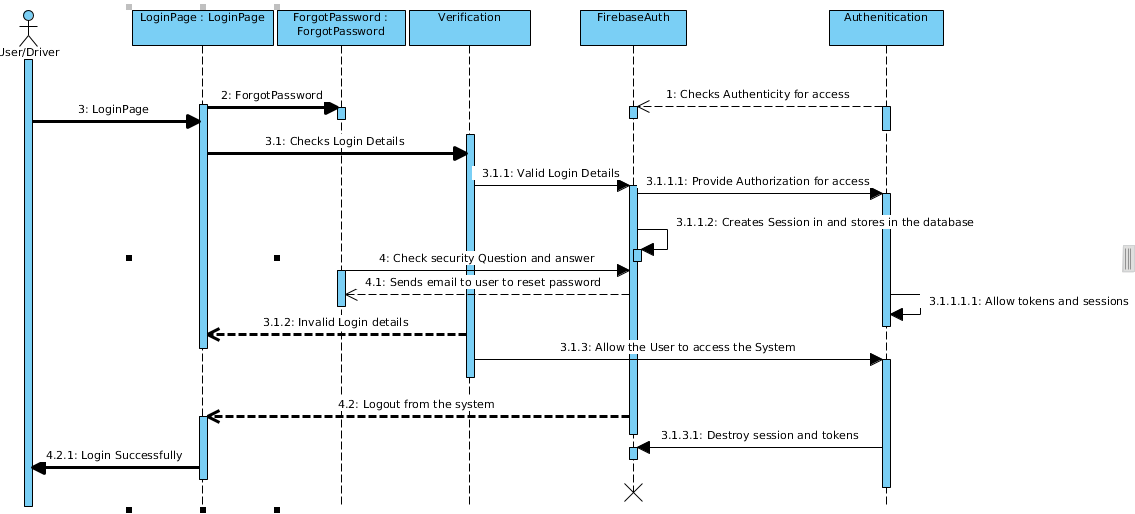 LoginPage : LoginPage
ForgotPassword :
ForgotPassword
Verification
FirebaseAuth
Authenitication
User/Driver
2: ForgotPassword
1: Checks Authenticity for access
3: LoginPage
3.1: Checks Login Details
3.1.1: Valid Login Details
3.1.1.1: Provide Authorization for access
3.1.1.2: Creates Session in and stores in the database
4: Check security Question and answer
4.1: Sends email to user to reset password
3.1.1.1.1: Allow tokens and sessions
3.1.2: Invalid Login details
3.1.3: Allow the User to access the System
4.2: Logout from the system
3.1.3.1: Destroy session and tokens
4.2.1: Login Successfully